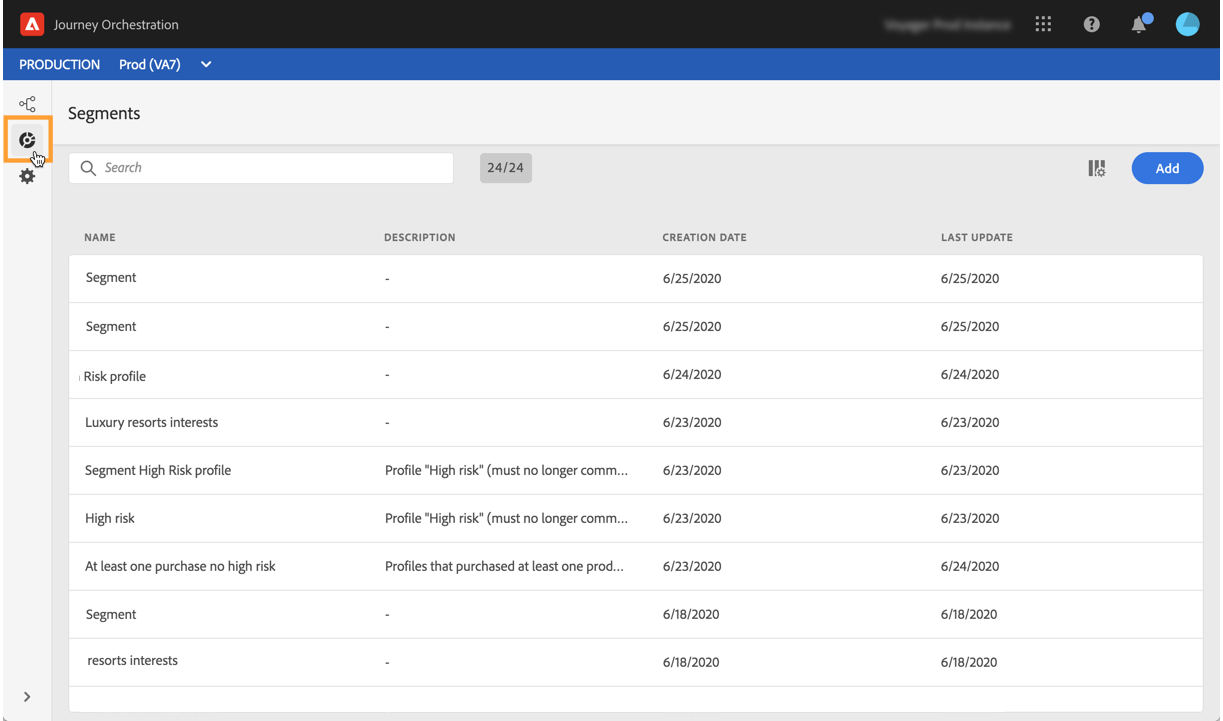 Journey Orchestration
PRODUCTION Prod (VA7)
Segments
Search 24/24 Add
NAME DESCRIPTION CREATION DATE LAST UPDATE
Segment - 6/25/2020 6/25/2020
Segment - 6/25/2020 6/25/2020
Risk profile - 6/24/2020 6/24/2020
Luxury resorts interests - 6/23/2020 6/23/2020
Segment High Risk profile Profile "High risk" (must no longer comm... 6/23/2020 6/23/2020
High risk Profile "High risk" (must no longer comm... 6/23/2020 6/23/2020
At least one purchase no high risk Profiles that purchased at least one prod... 6/23/2020 6/24/2020
Segment - 6/18/2020 6/18/2020
resorts interests - 6/18/2020 6/18/2020